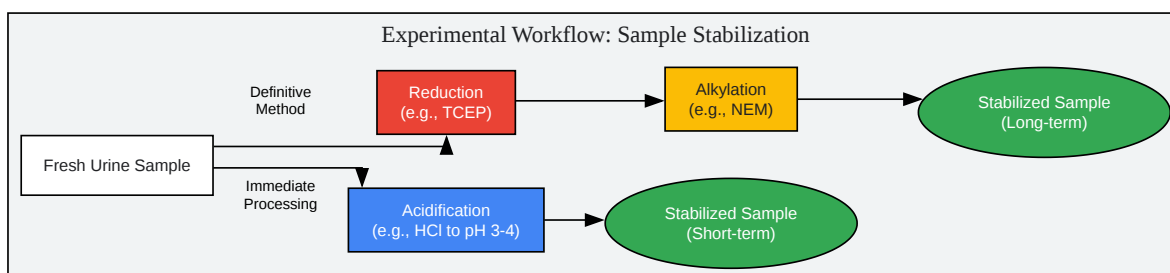 Experimental Workflow: Sample Stabilization
Definitive
Method
Reduction
(e.g., TCEP)
Alkylation
(e.g., NEM)
Stabilized Sample
(Long-term)
Fresh Urine Sample
Immediate
Processing
Acidification
(e.g., HCl to pH 3-4)
Stabilized Sample
(Short-term)